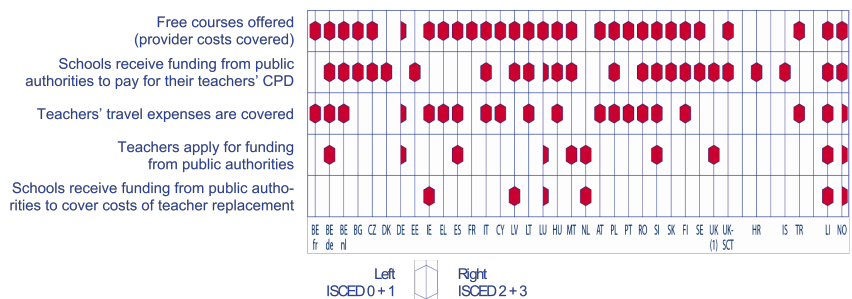 Free courses offered
(provider costs covered)
Schools receive funding from public
authorities to pay for their teachers’ CPD
Teachers’ travel expenses are covered
Teachers apply for funding
from public authorities
Schools receive funding from public autho-
rities to cover costs of teacher replacement
BE BE BE BG CZ DK DE EE IE EL ES FR IT CY LV LT LU HU MT NL AT PL PT RO SI SK FI SE UK UK- HR IS TR LI NO
fr de nl (1) SCT
Left Right
ISCED 0 + 1 ISCED 2 + 3